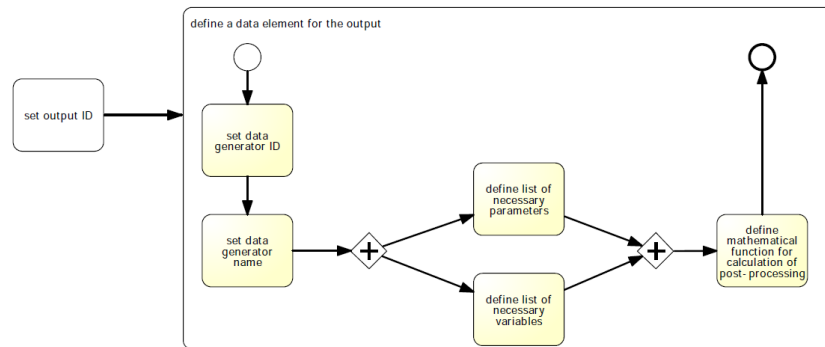 define a data element for the output
set output ID
set data
generator ID
set data
generator
name
define list of
necessary
parameters
define list of
necessary
variables
define
mathematical
function for
calculation of
post- processing